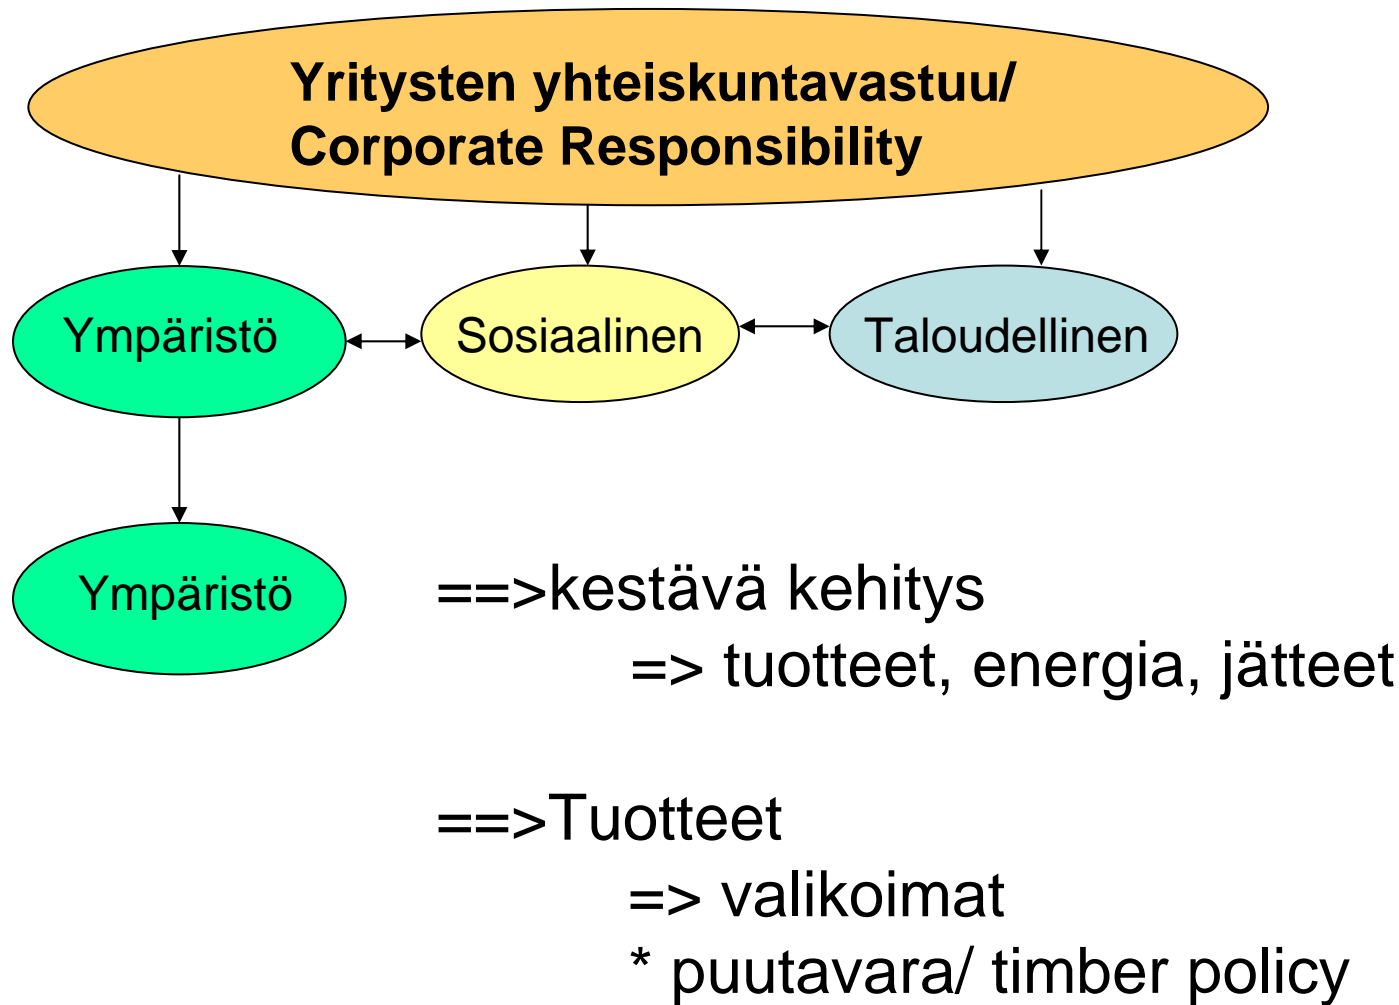 Yritysten yhteiskuntavastuu/
Corporate Responsibility
Ympäristö
Sosiaalinen
Taloudellinen
Ympäristö
==>kestävä kehitys
=> tuotteet, energia, jätteet
==>Tuotteet
=> valikoimat
* puutavara/ timber policy